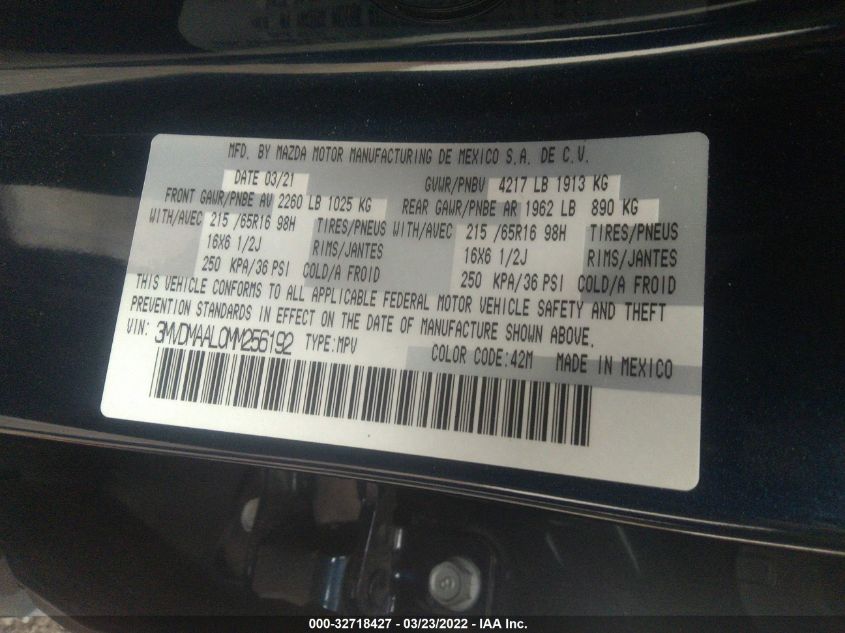 MFD. BY MAZDA MOTOR MANUFACTURING DE MEXICO S.A. DE C.V.
DATE 03/21 GVWR/PNBV 4217 LB 1913 KG
FRONT GAWR/PNBE AV 2260 LB 1025 KG REAR GAWR/PNBE AR 1962 LB 890 KG
WITH/AVEC 215 /65R16 98H TIRES/PNEUS WITH/AVEC 215 /65R16 98H TIRES/PNEUS
16X6 1/2J RIMS/JANTES 16X6 1/2J RIMS/JANTES
250 KPA/36 PSI COLD/A FROID 250 KPA/36 PSI COLD/A FROID
THIS VEHICLE CONFORMS TO ALL APPLICABLE FEDERAL MOTOR VEHICLE SAFETY AND THEFT
PREVENTION STANDARDS IN EFFECT ON THE DATE OF MANUFACTURE SHOWN ABOVE.
VIN: 3MVDMAAL0MM256192 TYPE:MPV COLOR CODE:42M MADE IN MEXICO
000-32718427 - 03/23/2022 - IAA Inc.